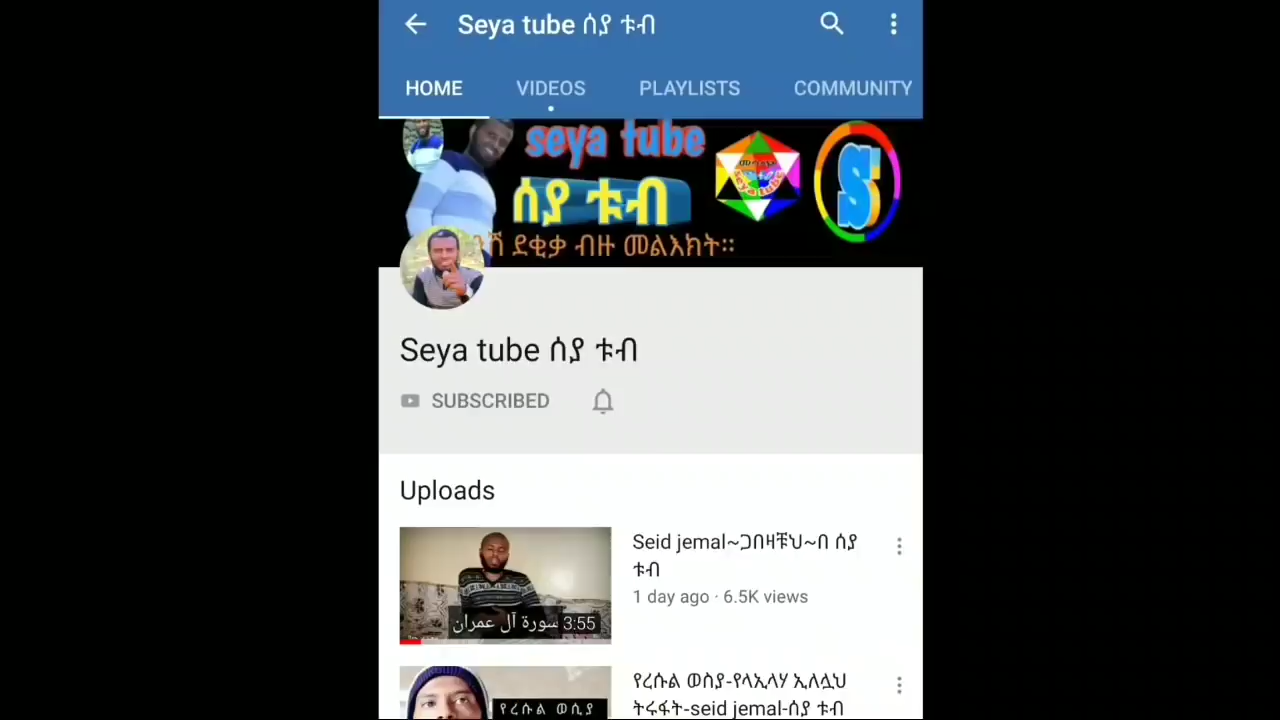 Seya tube ሰያ ቱብ
HOME VIDEOS PLAYLISTS COMMUNITY
seya tube
ሰያ ቱብ
S
ደቂቃ ብዙ መልእክት።
Seya tube ሰያ ቱብ
SUBSCRIBED
Uploads
Seid jemal~ጋበዛቹህ~በ ሰያ
ቱብ
1 day ago · 6.5K views
سورة آل عمران 3:55
የረሱል ወስያ-የላኢላሃ ኢለሏህ
ትሩፋት-seid jemal-ሰያ ቱብ
የረሱል ወሲያ